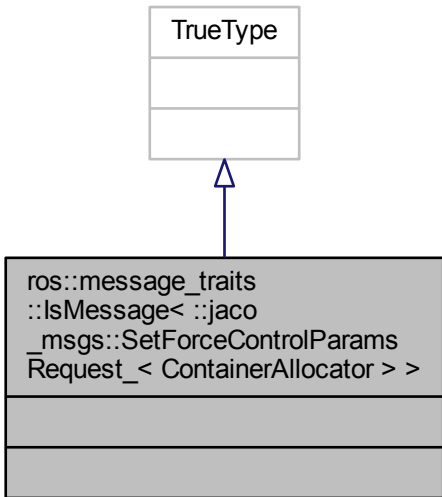 TrueType
ros::message_traits
::IsMessage< ::jaco
_msgs::SetForceControlParams
Request_< ContainerAllocator > >